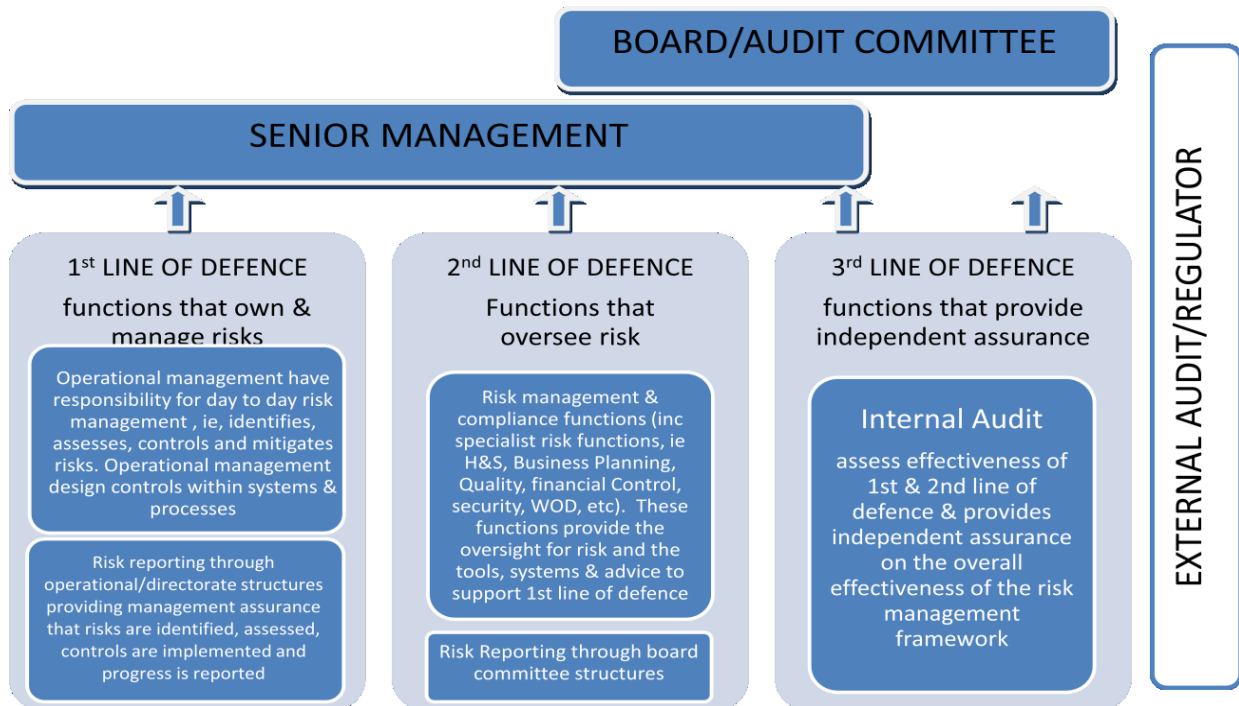 BOARD/AUDIT COMMITTEE
SENIOR MANAGEMENT
1st LINE OF DEFENCE
functions that own &
manage risks
Operational management have
responsibility for day to day risk
management , ie, identifies,
assesses, controls and mitigates
risks. Operational management
design controls within systems &
processes
Risk reporting through
operational/directorate structures
providing management assurance
that risks are identified, assessed,
controls are implemented and
progress is reported
2nd LINE OF DEFENCE
Functions that
oversee risk
Risk management &
compliance functions (inc
specialist risk functions, ie
H&S, Business Planning,
Quality, financial Control,
security, WOD, etc).  These
functions provide the
oversight for risk and the
tools, systems & advice to
support 1st line of defence
Risk Reporting through board
committee structures
3rd LINE OF DEFENCE
functions that provide
independent assurance
Internal Audit
assess effectiveness of
1st & 2nd line of
defence & provides
independent assurance
on the overall
effectiveness of the risk
management
framework
EXTERNAL AUDIT/REGULATOR